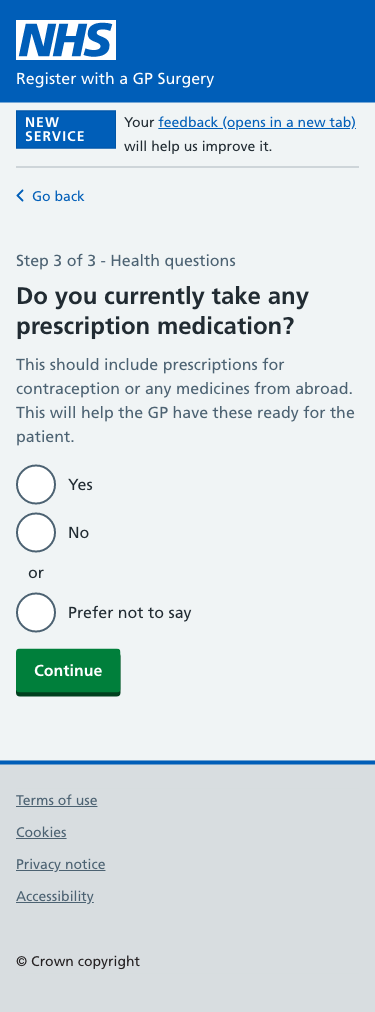 NHS
Register with a GP Surgery
NEW
SERVICE
Your feedback (opens in a new tab)
will help us improve it.
Go back
Step 3 of 3 - Health questions
Do you currently take any
prescription medication?
This should include prescriptions for
contraception or any medicines from abroad.
This will help the GP have these ready for the
patient.
Yes
No
or
Prefer not to say
Continue
Terms of use
Cookies
Privacy notice
Accessibility
© Crown copyright